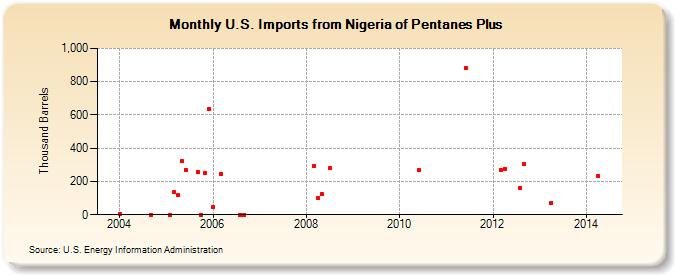 Monthly U.S. Imports from Nigeria of Pentanes Plus
Thousand Barrels
1,000
800
600
400
200
0
2004 2006 2008 2010 2012 2014
Source: U.S. Energy Information Administration